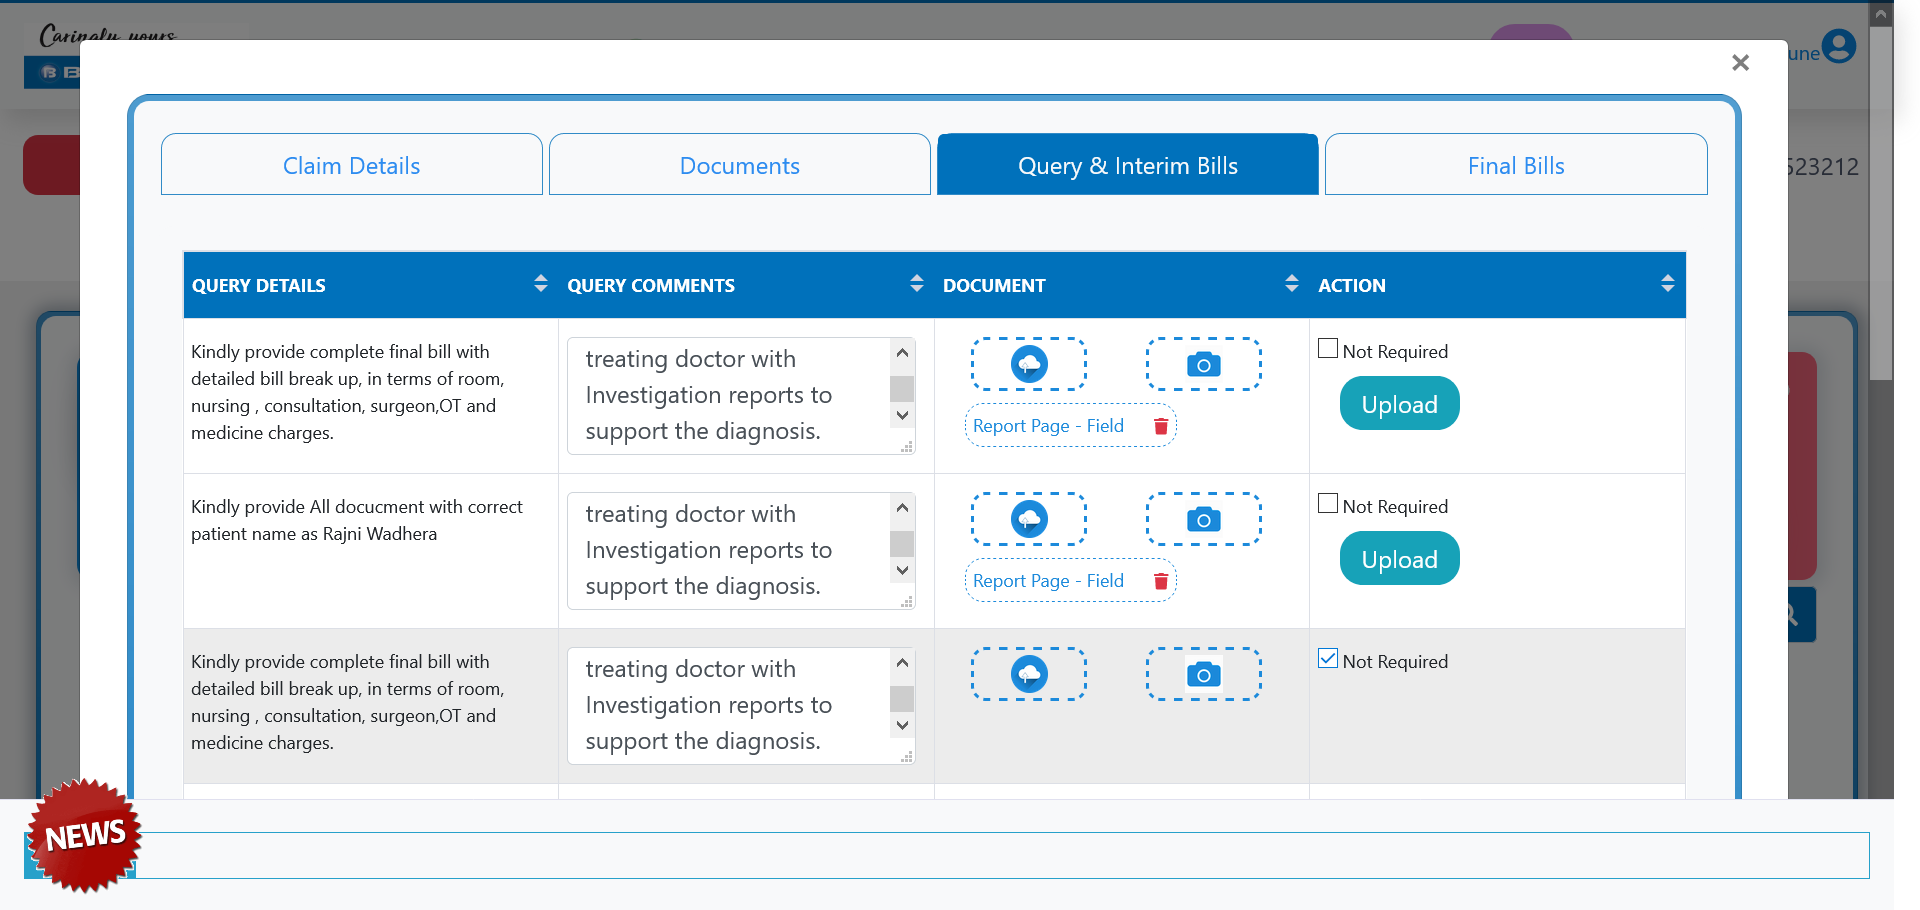 Caringly yours
B
une
523212
Claim Details
Documents
Query & Interim Bills
Final Bills
QUERY DETAILS
QUERY COMMENTS
DOCUMENT
ACTION
Kindly provide complete final bill with
detailed bill break up, in terms of room,
nursing , consultation, surgeon,OT and
medicine charges.
treating doctor with
Investigation reports to
support the diagnosis.
Report Page - Field
Not Required
Upload
Kindly provide All docucment with correct
patient name as Rajni Wadhera
treating doctor with
Investigation reports to
support the diagnosis.
Report Page - Field
Not Required
Upload
Kindly provide complete final bill with
detailed bill break up, in terms of room,
nursing , consultation, surgeon,OT and
medicine charges.
treating doctor with
Investigation reports to
support the diagnosis.
Not Required
NEWS